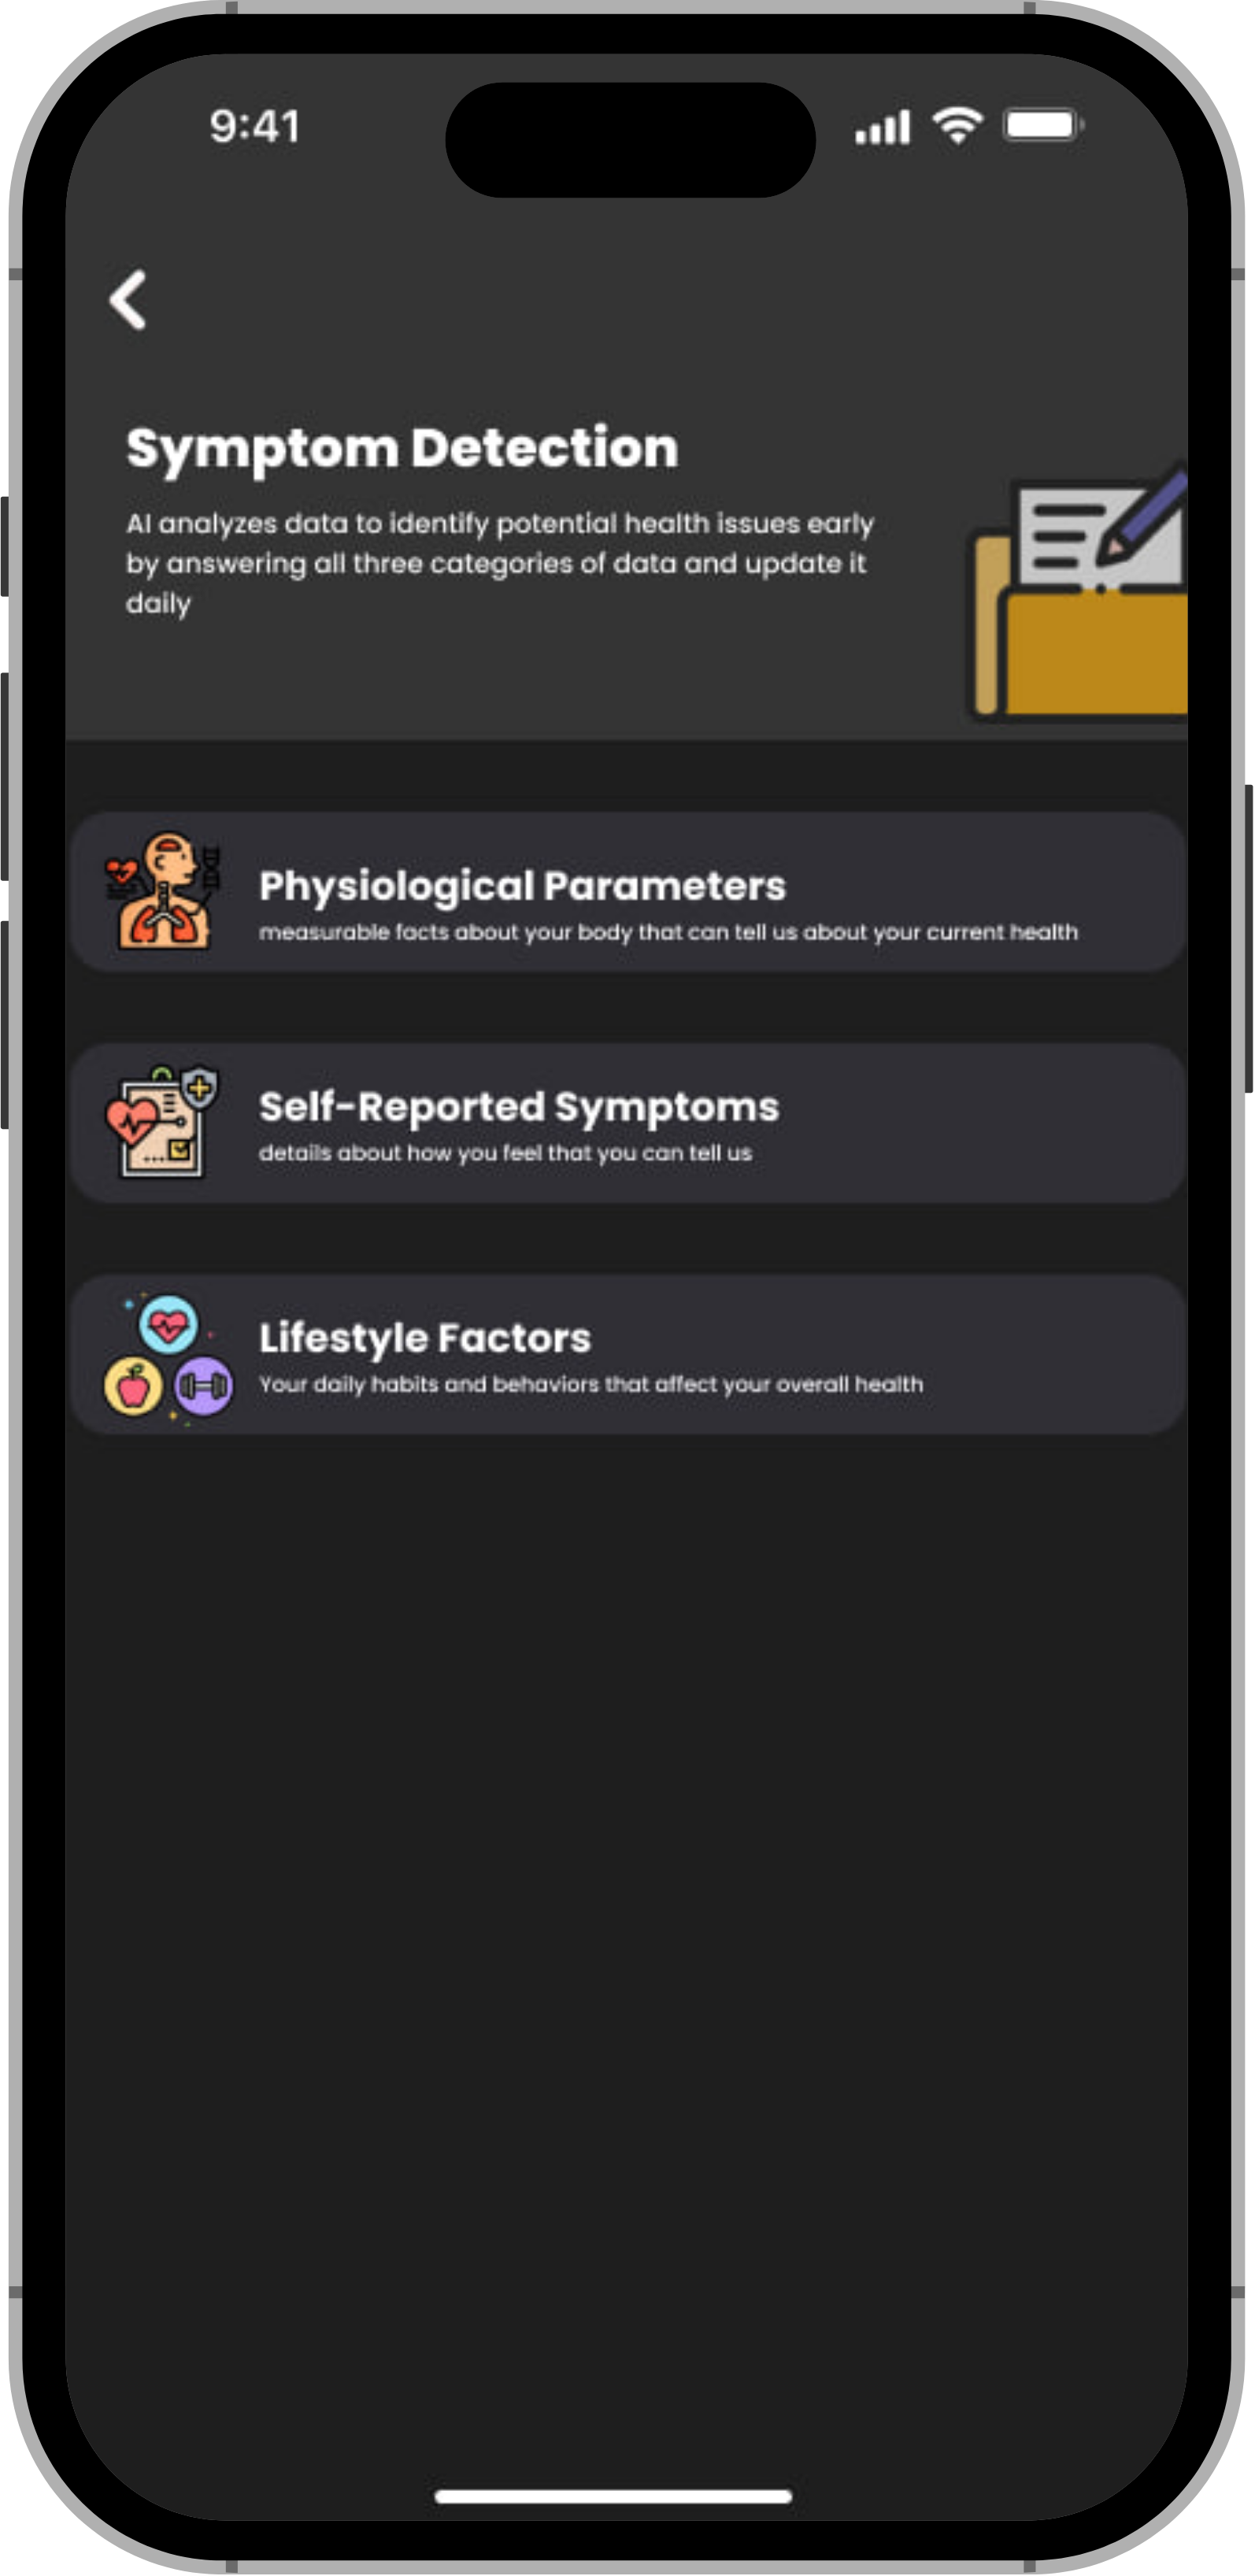 9:41
Symptom Detection
AI analyzes data to identify potential health issues early
by answering all three categories of data and update it
daily
Physiological Parameters
measurable facts about your body that can tell us about your current health
Self-Reported Symptoms
details about how you feel that you can tell us
Lifestyle Factors
Your daily habits and behaviors that affect your overall health